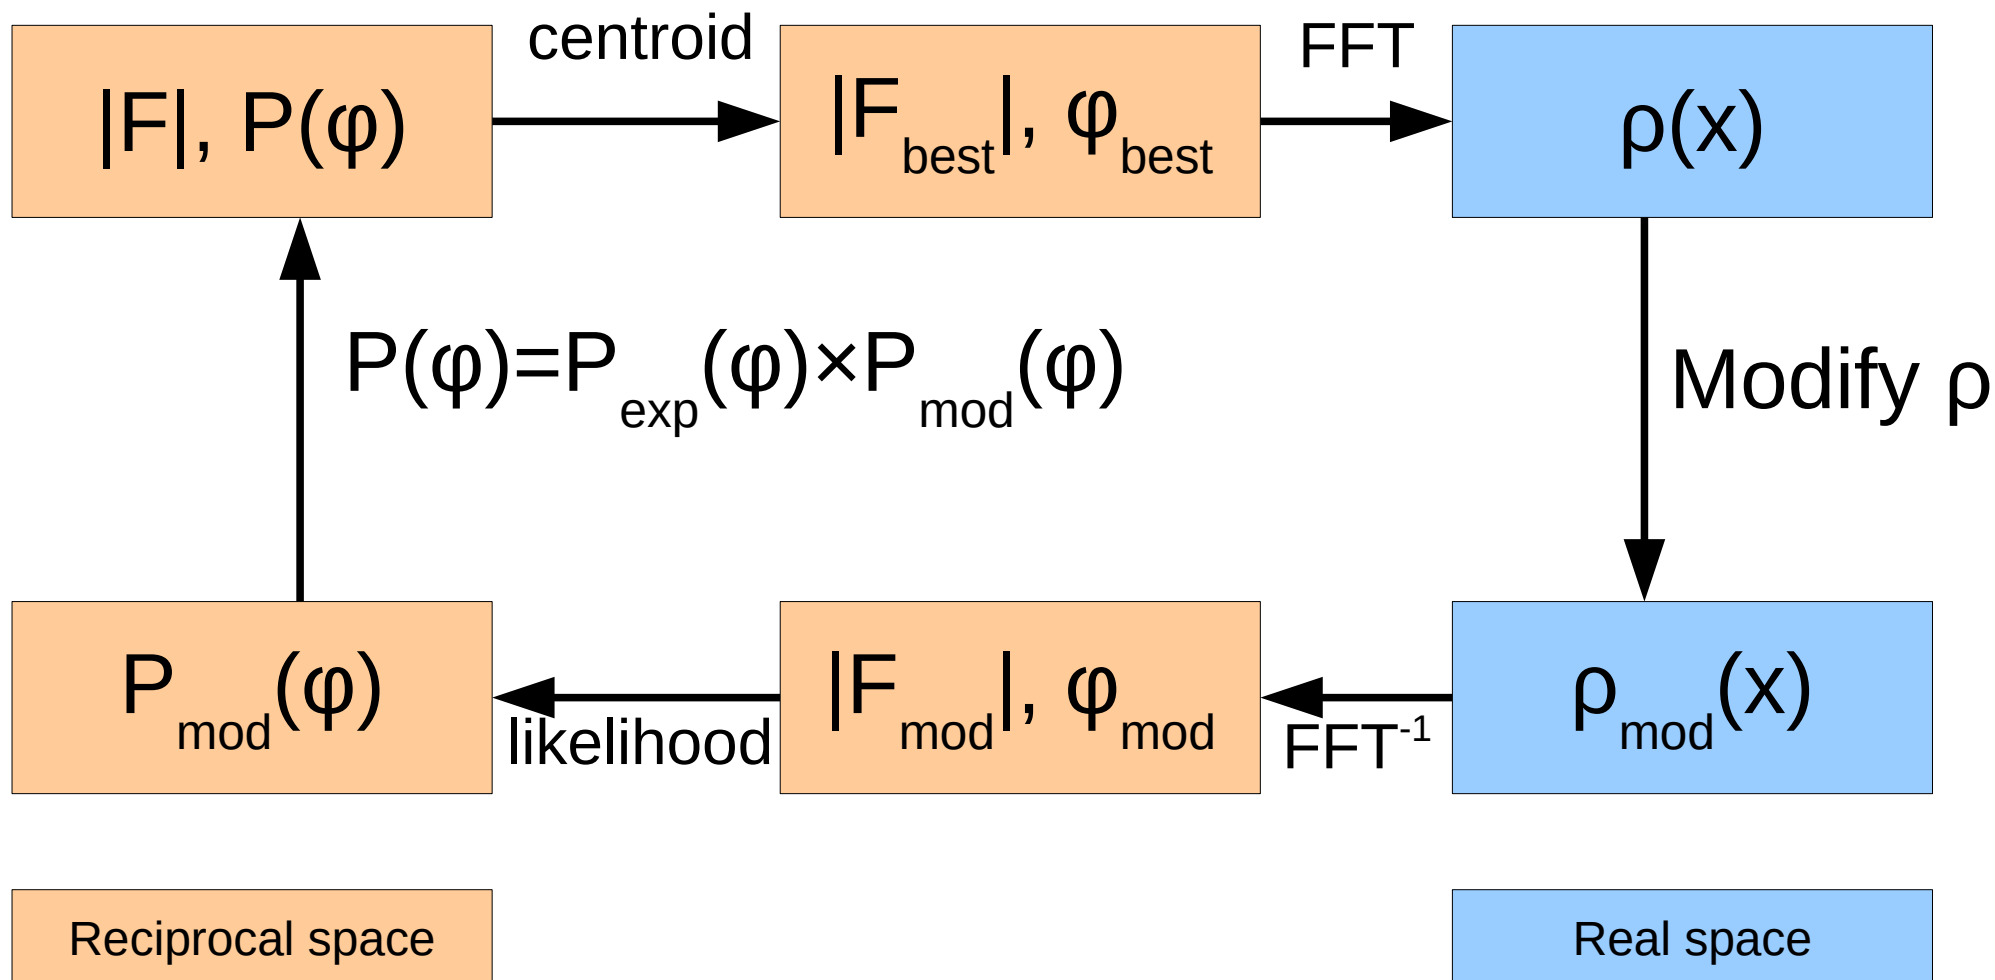 centroid
FFT
|F|, P(φ)
|F_best|, φ_best
ρ(x)
P(φ)=P_exp(φ)×P_mod(φ)
Modify ρ
P_mod(φ)
|F_mod|, φ_mod
ρ_mod(x)
likelihood
FFT⁻¹
Reciprocal space
Real space